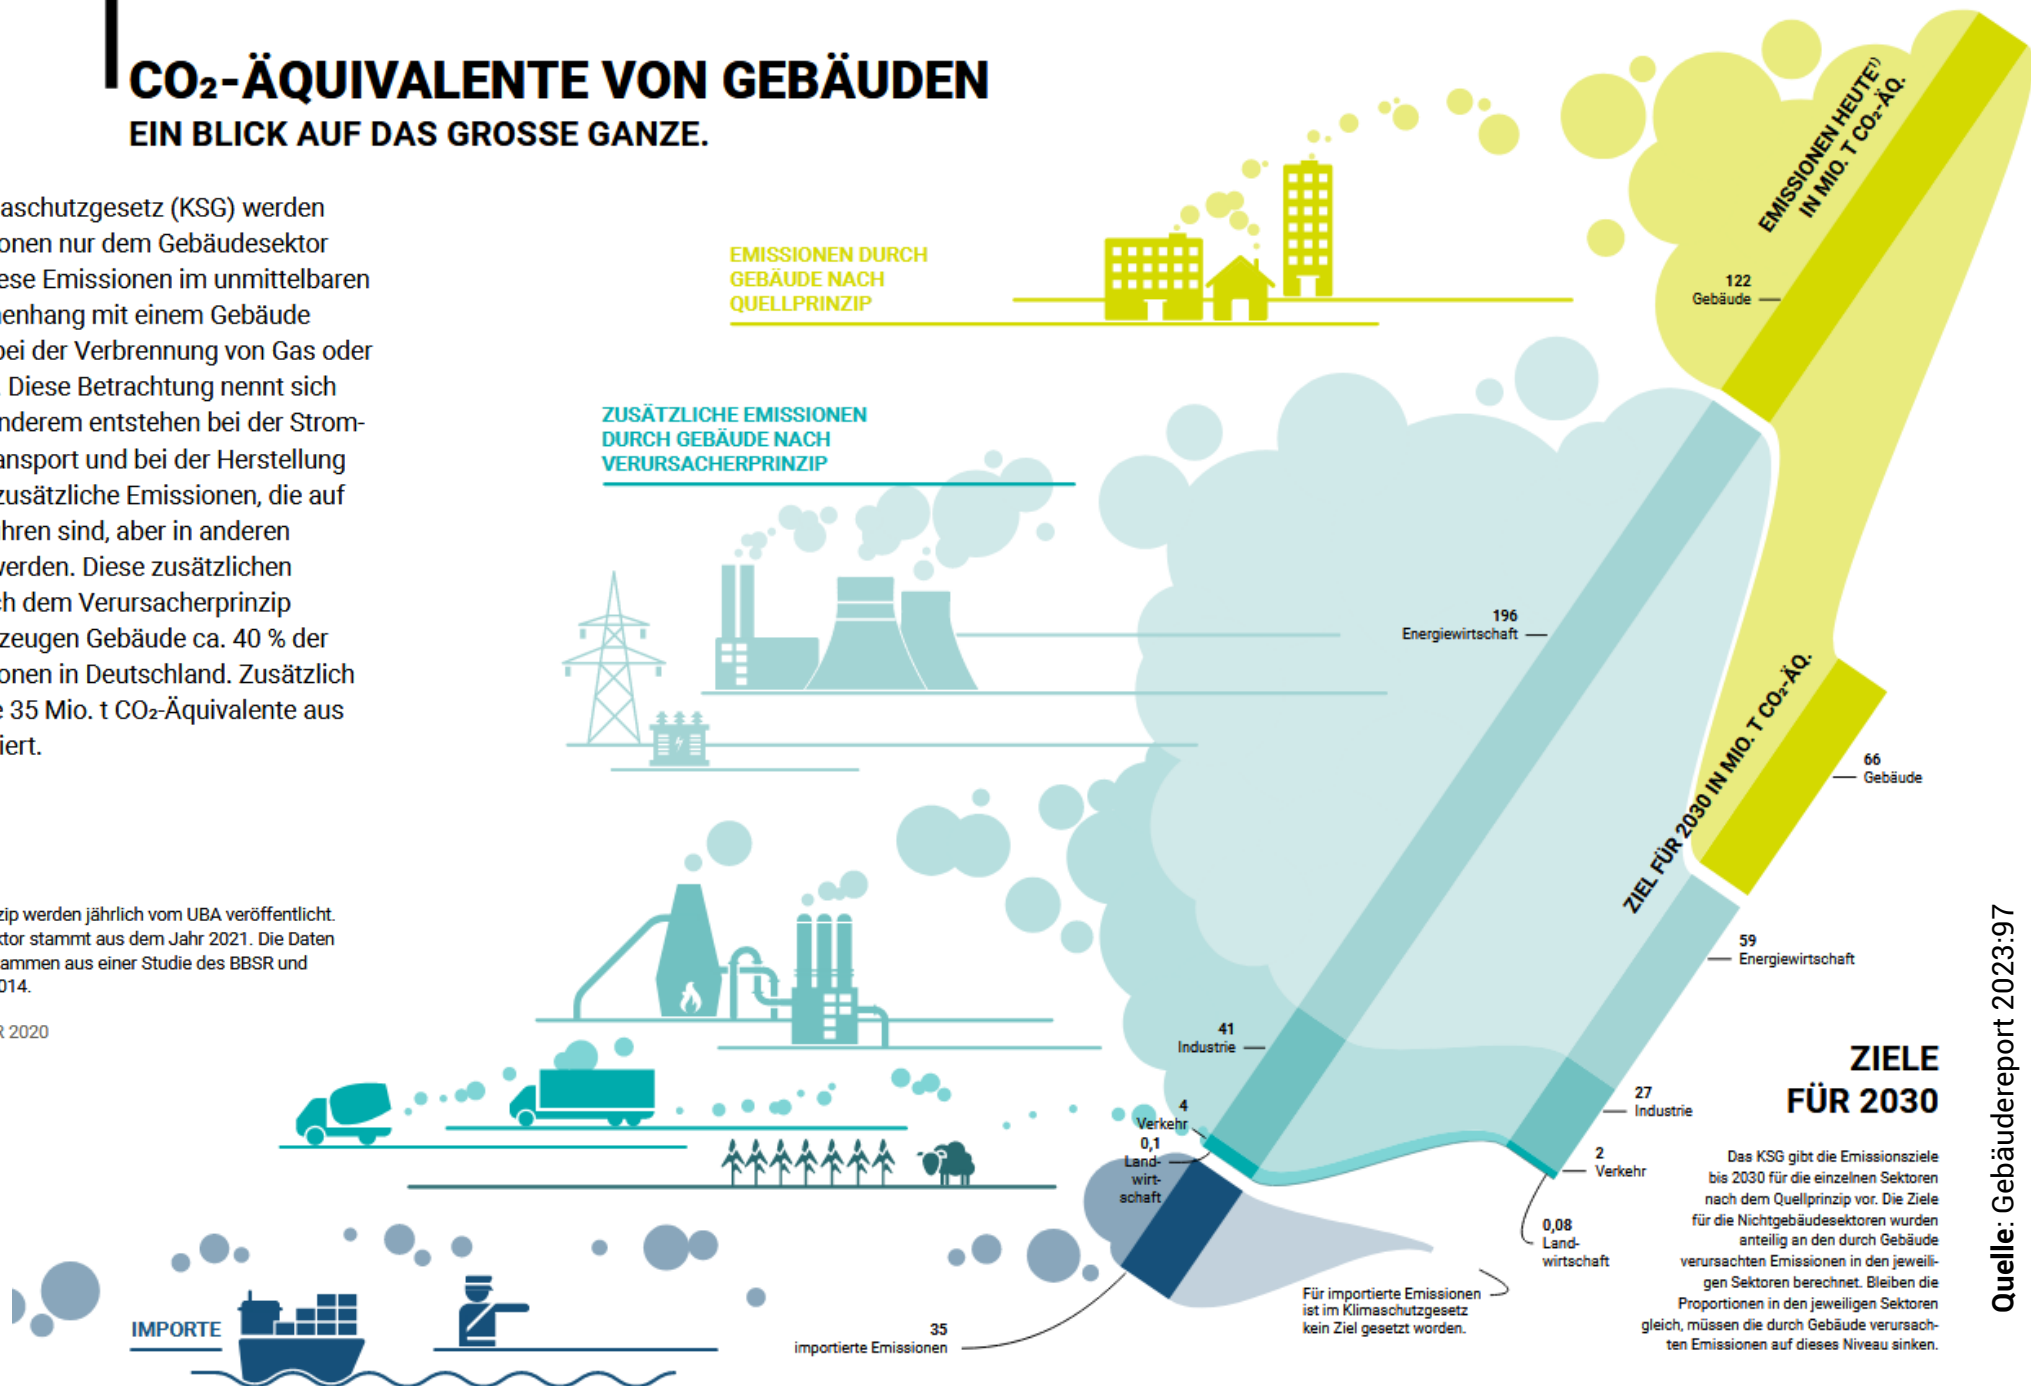 CO₂-ÄQUIVALENTE VON GEBÄUDEN
EIN BLICK AUF DAS GROSSE GANZE.
aschutzgesetz (KSG) werden
onen nur dem Gebäudesektor
ese Emissionen im unmittelbaren
enhang mit einem Gebäude
bei der Verbrennung von Gas oder
. Diese Betrachtung nennt sich
nderem entstehen bei der Strom-
ansport und bei der Herstellung
zusätzliche Emissionen, die auf
hren sind, aber in anderen
werden. Diese zusätzlichen
ch dem Verursacherprinzip
zeugen Gebäude ca. 40 % der
onen in Deutschland. Zusätzlich
e 35 Mio. t CO₂-Äquivalente aus
iert.
zip werden jährlich vom UBA veröffentlicht.
ktor stammt aus dem Jahr 2021. Die Daten
ammen aus einer Studie des BBSR und
014.
R 2020
EMISSIONEN DURCH
GEBÄUDE NACH
QUELLPRINZIP
ZUSÄTZLICHE EMISSIONEN
DURCH GEBÄUDE NACH
VERURSACHERPRINZIP
IMPORTE
EMISSIONEN HEUTE¹⁾
IN MIO. T CO₂-ÄQ.
122
Gebäude
196
Energiewirtschaft
41
Industrie
4
Verkehr
0,1
Land-
wirt-
schaft
35
importierte Emissionen
ZIEL FÜR 2030 IN MIO. T CO₂-ÄQ.
66
Gebäude
59
Energiewirtschaft
27
Industrie
2
Verkehr
0,08
Land-
wirtschaft
Für importierte Emissionen
ist im Klimaschutzgesetz
kein Ziel gesetzt worden.
ZIELE
FÜR 2030
Das KSG gibt die Emissionsziele
bis 2030 für die einzelnen Sektoren
nach dem Quellprinzip vor. Die Ziele
für die Nichtgebäudesektoren wurden
anteilig an den durch Gebäude
verursachten Emissionen in den jeweili-
gen Sektoren berechnet. Bleiben die
Proportionen in den jeweiligen Sektoren
gleich, müssen die durch Gebäude verursach-
ten Emissionen auf dieses Niveau sinken.
Quelle: Gebäudereport 2023:97